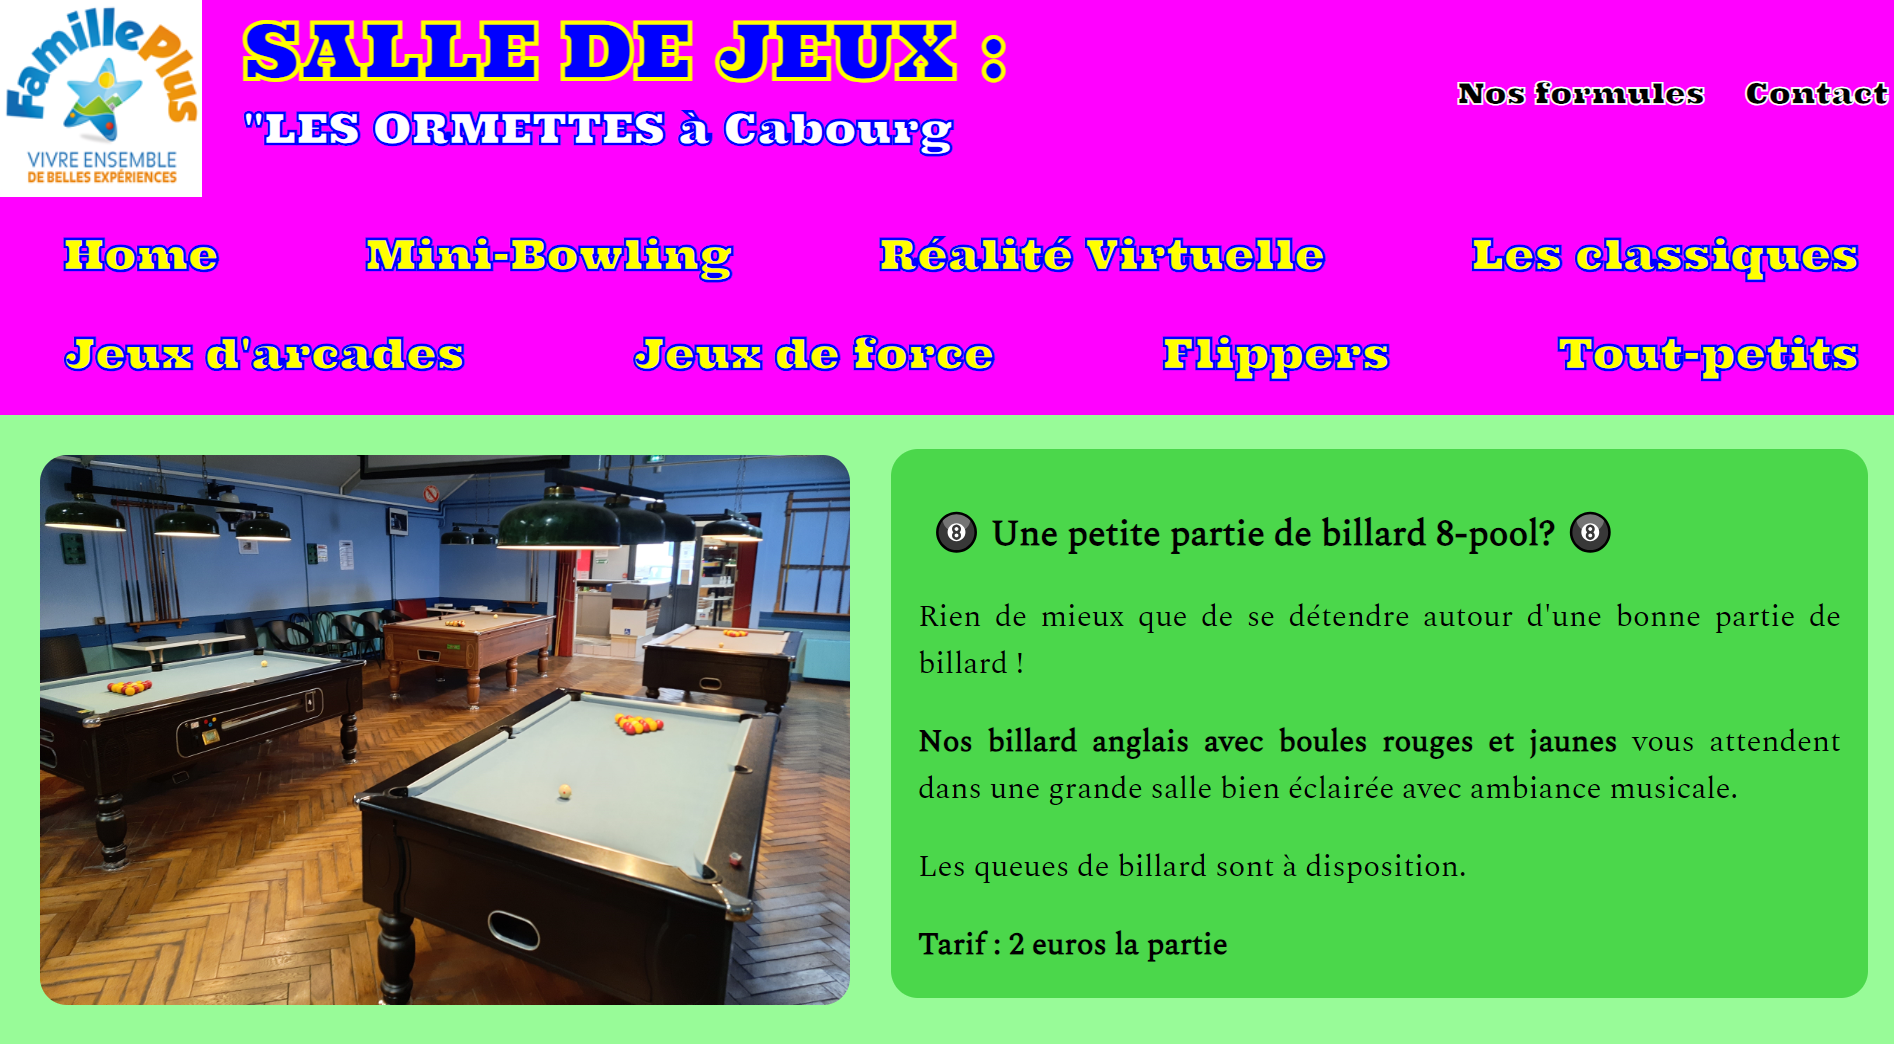 FamillePlus
VIVRE ENSEMBLE
DE BELLES EXPÉRIENCES
SALLE DE JEUX :
"LES ORMETTES à Cabourg
Nos formules Contact
Home Mini-Bowling Réalité Virtuelle Les classiques
Jeux d'arcades Jeux de force Flippers Tout-petits
8 Une petite partie de billard 8-pool? 8
Rien de mieux que de se détendre autour d'une bonne partie de
billard !
Nos billard anglais avec boules rouges et jaunes vous attendent
dans une grande salle bien éclairée avec ambiance musicale.
Les queues de billard sont à disposition.
Tarif : 2 euros la partie